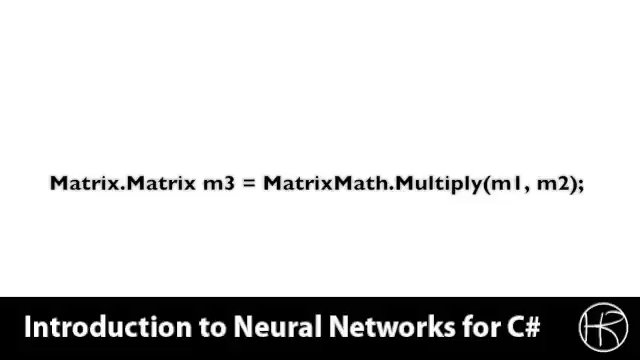 Matrix.Matrix m3 = MatrixMath.Multiply(m1, m2);
Introduction to Neural Networks for C#